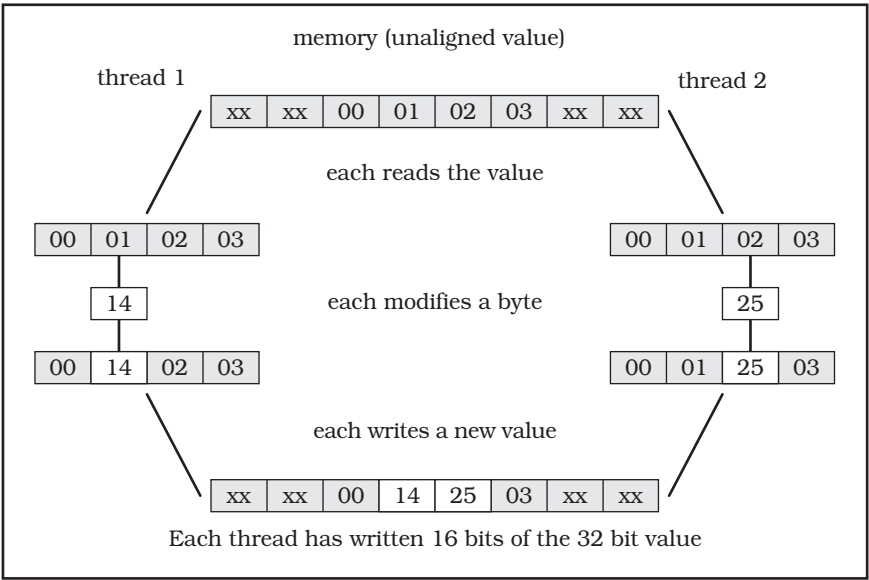 memory (unaligned value)
thread 1
thread 2
xx xx 00 01 02 03 xx xx
each reads the value
00 01 02 03
00 01 02 03
14
each modifies a byte
25
00 14 02 03
00 01 25 03
each writes a new value
xx xx 00 14 25 03 xx xx
Each thread has written 16 bits of the 32 bit value